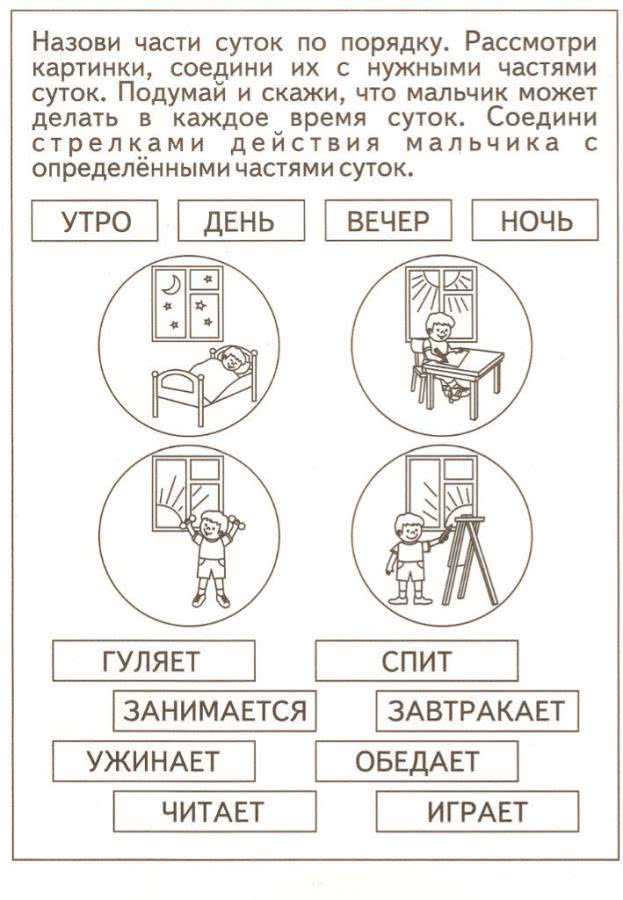 Назови части суток по порядку. Рассмотри
картинки, соедини их с нужными частями
суток. Подумай и скажи, что мальчик может
делать в каждое время суток. Соедини
стрелками действия мальчика с
определёнными частями суток.
УТРО ДЕНЬ ВЕЧЕР НОЧЬ
ГУЛЯЕТ СПИТ
ЗАНИМАЕТСЯ ЗАВТРАКАЕТ
УЖИНАЕТ ОБЕДАЕТ
ЧИТАЕТ ИГРАЕТ